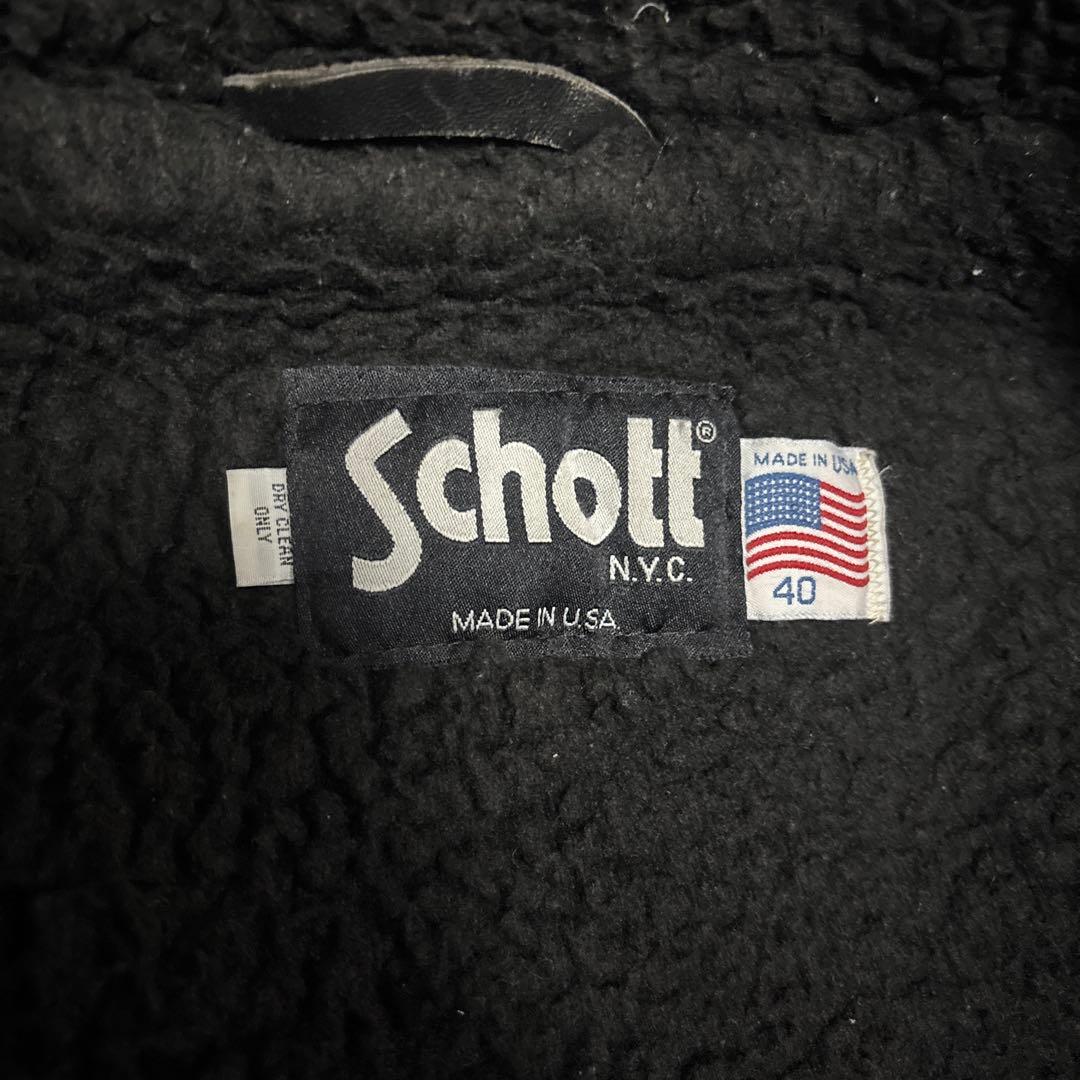 DRY CLEAN
ONLY
Schott®
N.Y.C.
MADE IN U.S.A.
MADE IN USA
40